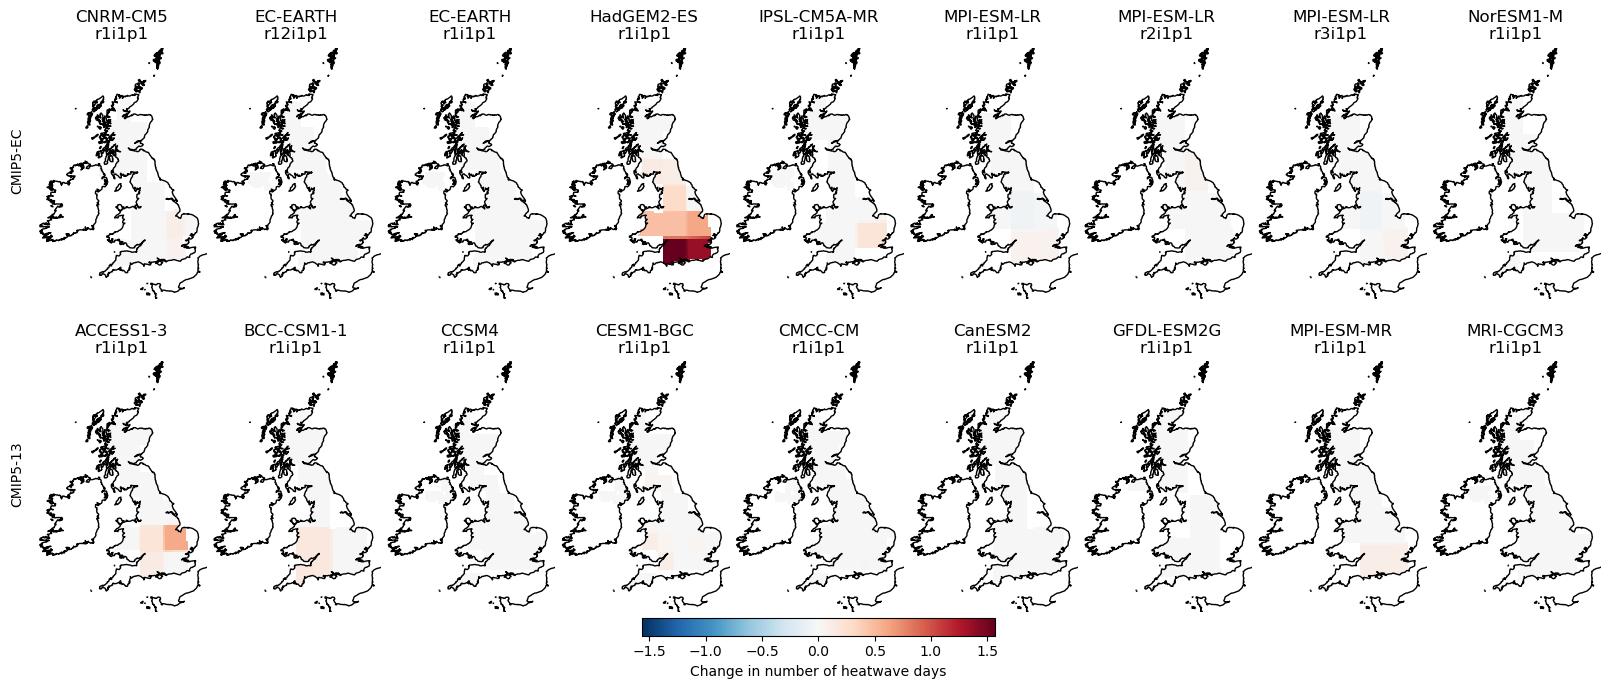 CNRM-CM5 EC-EARTH EC-EARTH HadGEM2-ES IPSL-CM5A-MR MPI-ESM-LR MPI-ESM-LR MPI-ESM-LR NorESM1-M
r1i1p1 r12i1p1 r1i1p1 r1i1p1 r1i1p1 r1i1p1 r2i1p1 r3i1p1 r1i1p1
CMIP5-EC
ACCESS1-3 BCC-CSM1-1 CCSM4 CESM1-BGC CMCC-CM CanESM2 GFDL-ESM2G MPI-ESM-MR MRI-CGCM3
r1i1p1 r1i1p1 r1i1p1 r1i1p1 r1i1p1 r1i1p1 r1i1p1 r1i1p1 r1i1p1
CMIP5-13
−1.5 −1.0 −0.5 0.0 0.5 1.0 1.5
Change in number of heatwave days